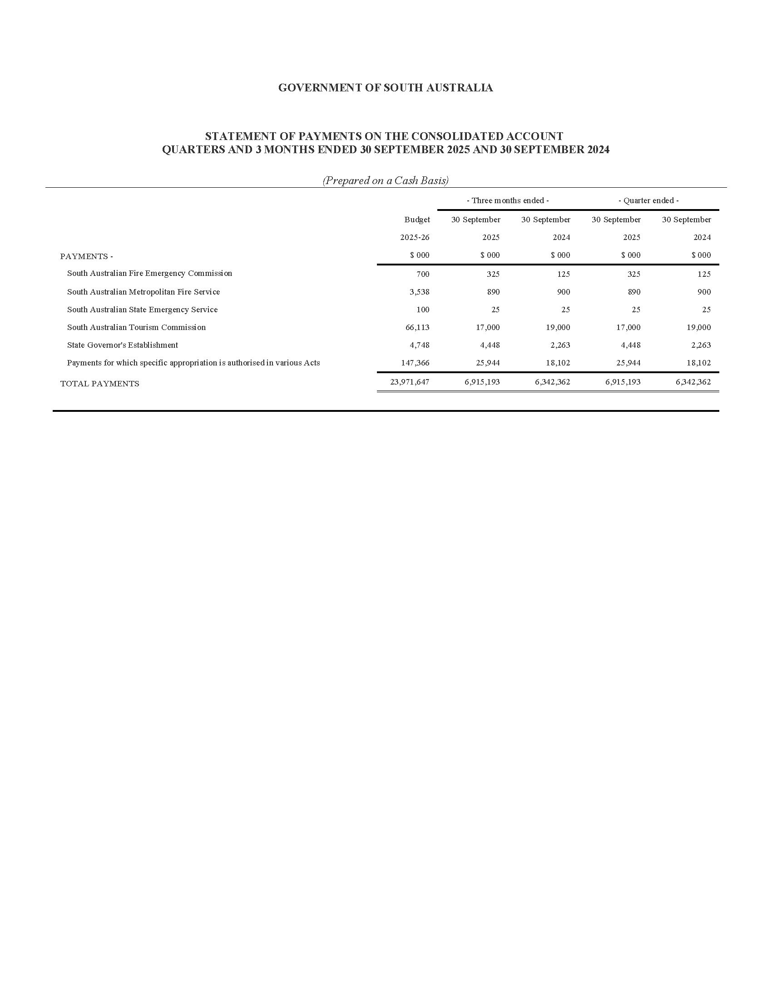 GOVERNMENT OF SOUTH AUSTRALIA
STATEMENT OF PAYMENTS ON THE CONSOLIDATED ACCOUNT
QUARTERS AND 3 MONTHS ENDED 30 SEPTEMBER 2025 AND 30 SEPTEMBER 2024
(Prepared on a Cash Basis)
- Three months ended - - Quarter ended -
Budget 30 September 30 September 30 September 30 September
2025-26 2025 2024 2025 2024
PAYMENTS - $ 000 $ 000 $ 000 $ 000 $ 000
South Australian Fire Emergency Commission 700 325 125 325 125
South Australian Metropolitan Fire Service 3,538 890 900 890 900
South Australian State Emergency Service 100 25 25 25 25
South Australian Tourism Commission 66,113 17,000 19,000 17,000 19,000
State Governor's Establishment 4,748 4,448 2,263 4,448 2,263
Payments for which specific appropriation is authorised in various Acts 147,366 25,944 18,102 25,944 18,102
TOTAL PAYMENTS 23,971,647 6,915,193 6,342,362 6,915,193 6,342,362